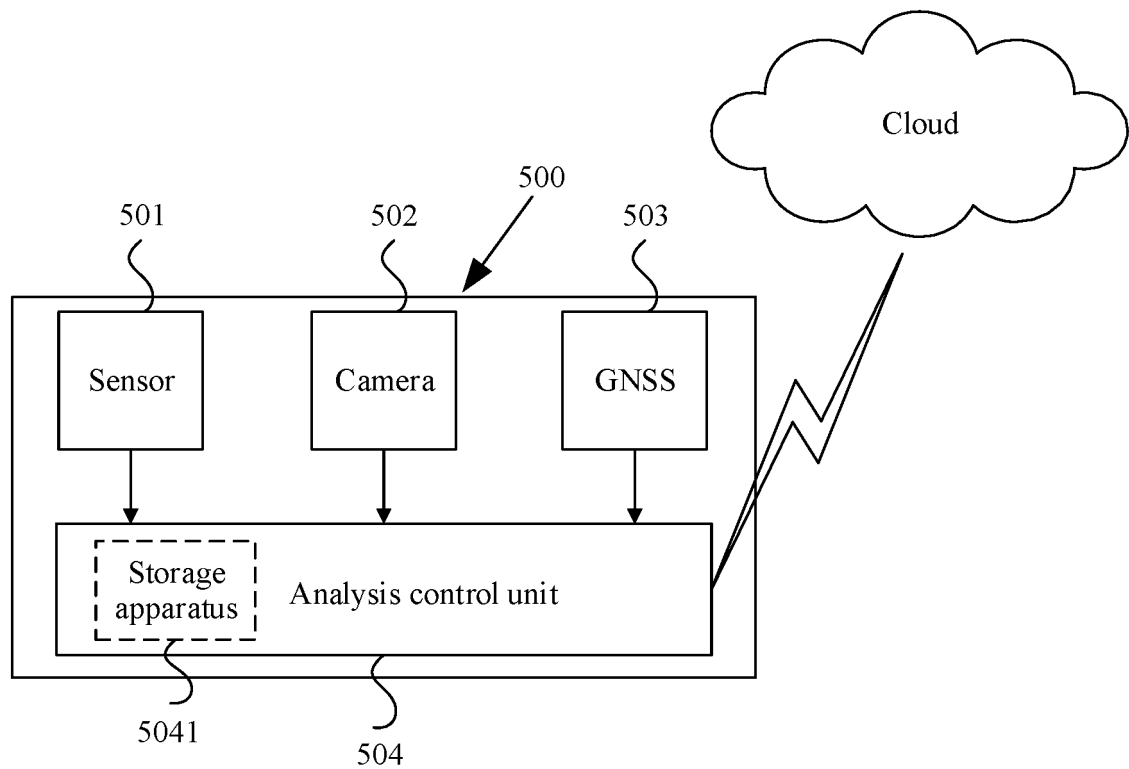 Cloud
500
501
502
503
Sensor
Camera
GNSS
Storage
apparatus
Analysis control unit
5041
504